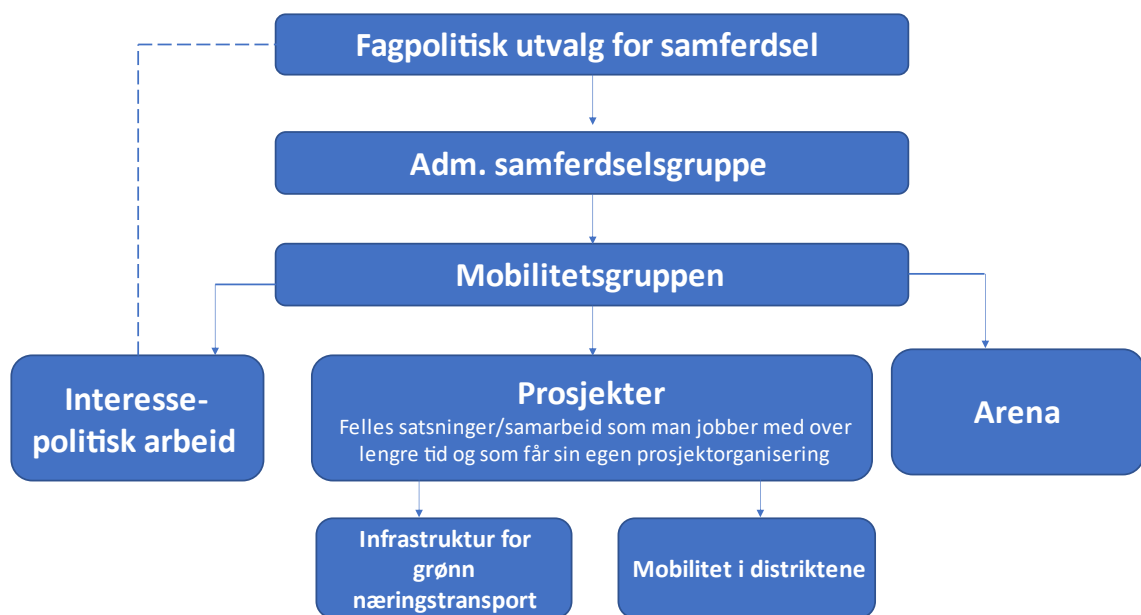 Fagpolitisk utvalg for samferdsel
Adm. samferdselsgruppe
Mobilitetsgruppen
Interesse-
politisk arbeid
Prosjekter
Felles satsninger/samarbeid som man jobber med over
lengre tid og som får sin egen prosjektorganisering
Arena
Infrastruktur for
grønn
næringstransport
Mobilitet i distriktene